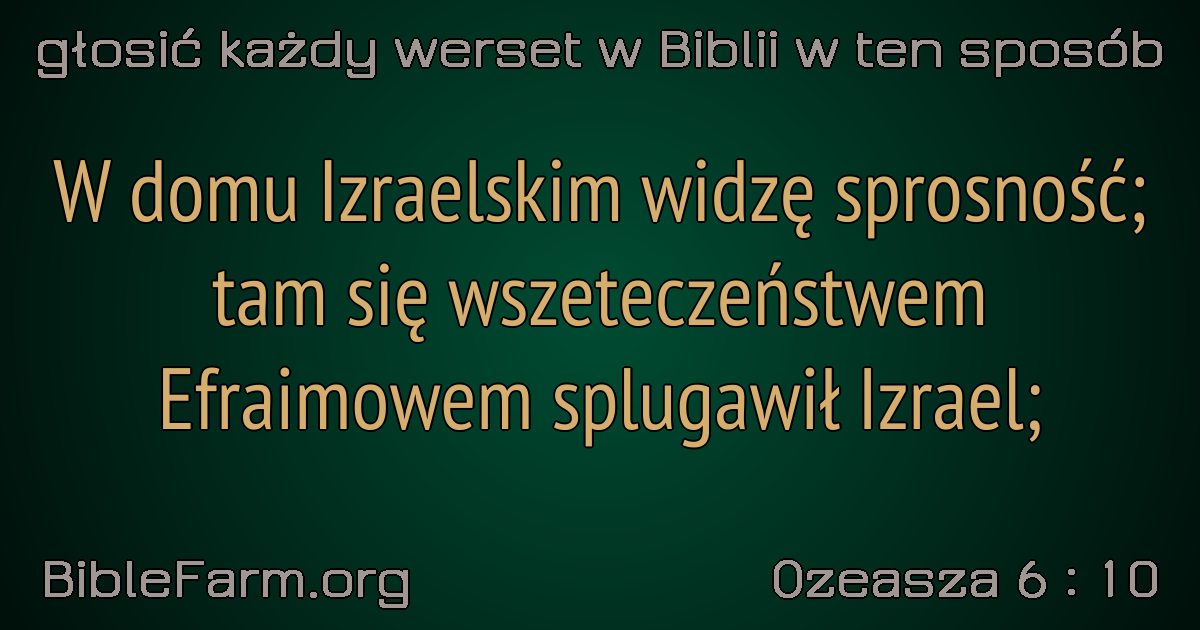 głosić każdy werset w Biblii w ten sposób
W domu Izraelskim widzę sprosność;
tam się wszeteczeństwem
Efraimowem splugawił Izrael;
BibleFarm.org
Ozeasza 6 : 10